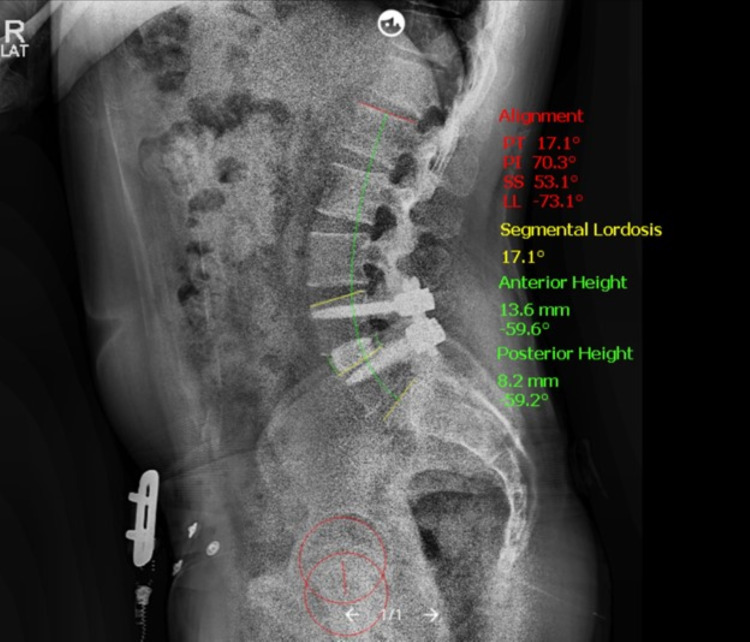 R
LAT
Alignment
PT 17.1°
PI 70.3°
SS 53.1°
LL -73.1°
Segmental Lordosis
17.1°
Anterior Height
13.6 mm
-59.6°
Posterior Height
8.2 mm
-59.2°
1/1